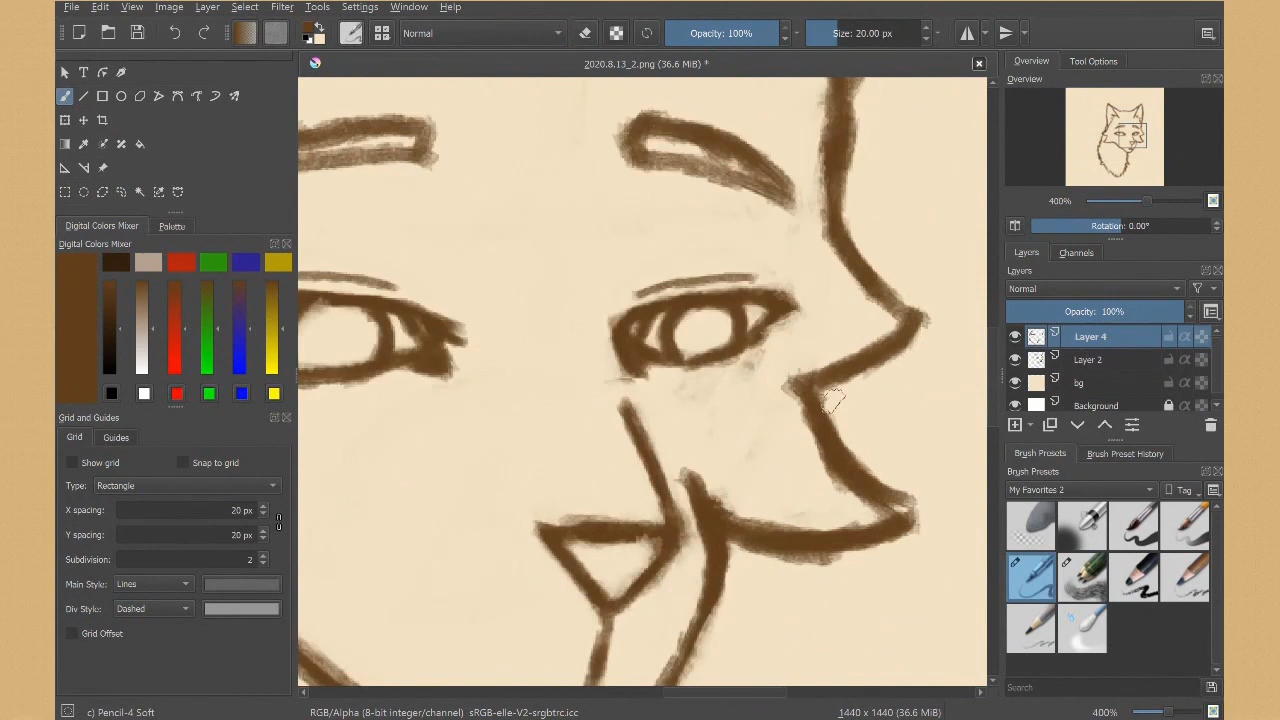 File Edit View Image Layer Select Filter Tools Settings Window Help
Normal
Opacity: 100%
Size: 20.00 px
2020.8.13_2.png (36.6 MiB) *
Digital Colors Mixer Palette
Digital Colors Mixer
Grid and Guides
Grid Guides
Show grid Snap to grid
Type: Rectangle
X spacing: 20 px
Y spacing: 20 px
Subdivision: 2
Main Style: Lines
Div Style: Dashed
Grid Offset
Overview Tool Options
Overview
400%
Rotation: 0.00°
Layers Channels
Layers
Normal
Opacity: 100%
Layer 4
Layer 2
bg
Background
Brush Presets Brush Preset History
Brush Presets
My Favorites 2 Tag
Search
c) Pencil-4 Soft
RGB/Alpha (8-bit integer/channel) sRGB-elle-V2-srgbtrc.icc
1440 x 1440 (36.6 MiB)
400%